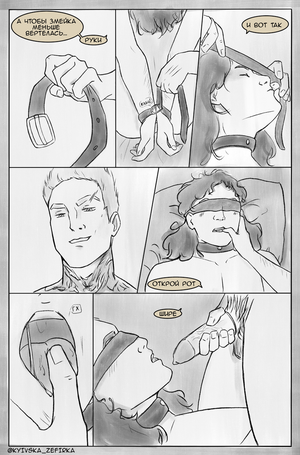 А ЧТОБЫ ЗМЕЙКА
МЕНЬШЕ
ВЕРТЕЛАСЬ...
РУКИ
И ВОТ ТАК
ОТКРОЙ РОТ
ШИРЕ
@KYIVSKA_ZEFIRKA